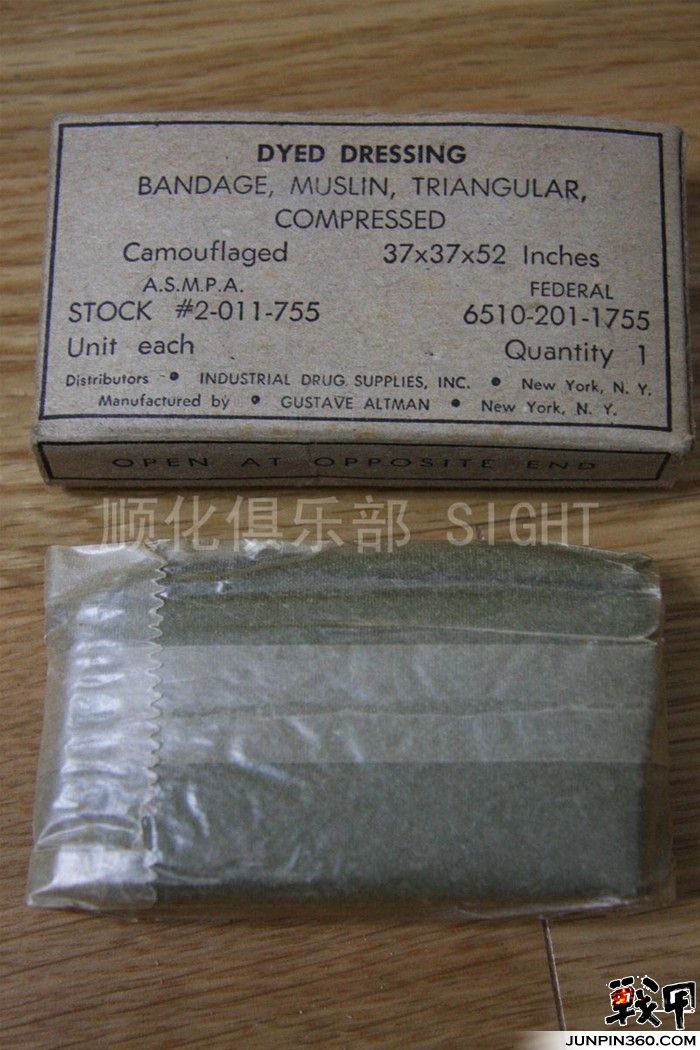 DYED DRESSING
BANDAGE, MUSLIN, TRIANGULAR,
COMPRESSED
Camouflaged 37x37x52 Inches
A.S.M.P.A. FEDERAL
STOCK #2-011-755 6510-201-1755
Unit each Quantity 1
Distributors • INDUSTRIAL DRUG SUPPLIES, INC. • New York, N. Y.
Manufactured by • GUSTAVE ALTMAN • New York, N. Y.
OPEN AT OPPOSITE END
顺化俱乐部 SIGHT
戰甲
JUNPIN360.COM